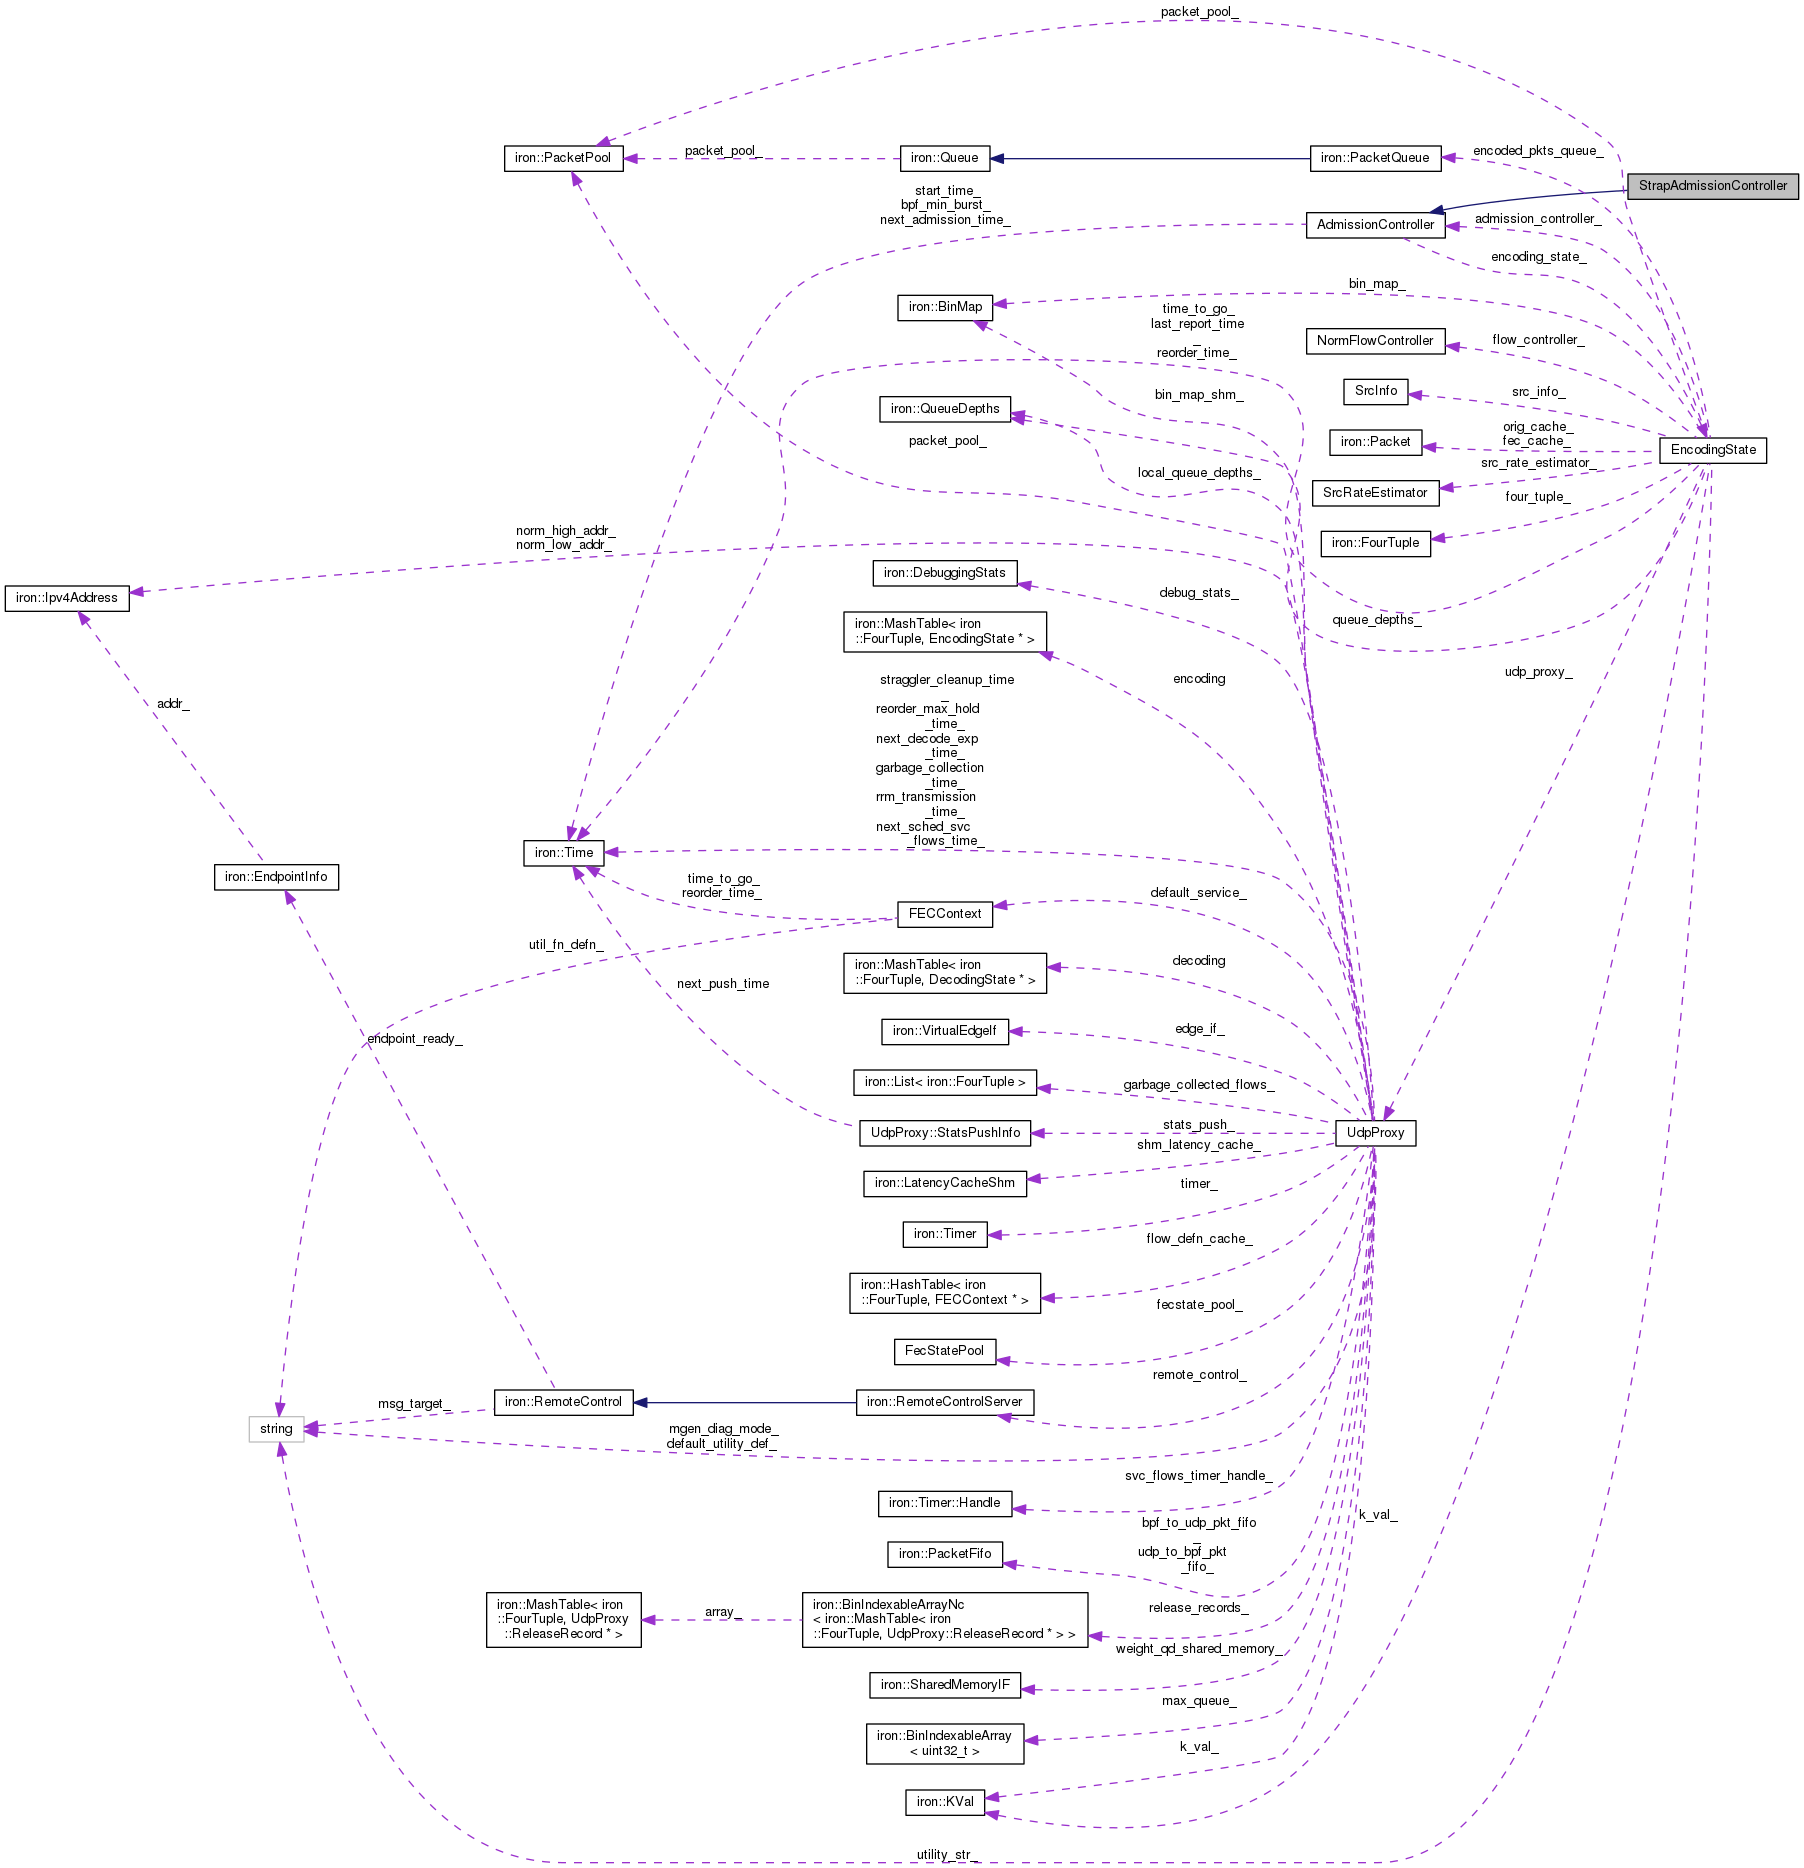 packet_pool_
iron::PacketPool
packet_pool_
iron::Queue
iron::PacketQueue
encoded_pkts_queue_
StrapAdmissionController
start_time_
bpf_min_burst_
next_admission_time_
AdmissionController
admission_controller_
encoding_state_
bin_map_
iron::BinMap
time_to_go_
last_report_time
_
reorder_time_
NormFlowController
flow_controller_
bin_map_shm_
SrcInfo
src_info_
iron::QueueDepths
packet_pool_
iron::Packet
orig_cache_
fec_cache_
EncodingState
local_queue_depths_
src_rate_estimator_
SrcRateEstimator
four_tuple_
norm_high_addr_
norm_low_addr_
iron::FourTuple
iron::Ipv4Address
iron::DebuggingStats
debug_stats_
iron::MashTable< iron
::FourTuple, EncodingState * >
queue_depths_
encoding
udp_proxy_
addr_
straggler_cleanup_time
_
reorder_max_hold
_time_
next_decode_exp
_time_
garbage_collection
_time_
rrm_transmission
_time_
next_sched_svc
_flows_time_
iron::Time
iron::EndpointInfo
time_to_go_
reorder_time_
FECContext
default_service_
util_fn_defn_
iron::MashTable< iron
::FourTuple, DecodingState * >
decoding
next_push_time
iron::VirtualEdgeIf
edge_if_
endpoint_ready_
iron::List< iron::FourTuple >
garbage_collected_flows_
UdpProxy::StatsPushInfo
stats_push_
UdpProxy
shm_latency_cache_
iron::LatencyCacheShm
timer_
iron::Timer
flow_defn_cache_
iron::HashTable< iron
::FourTuple, FECContext * >
fecstate_pool_
FecStatePool
remote_control_
iron::RemoteControl
iron::RemoteControlServer
msg_target_
string
mgen_diag_mode_
default_utility_def_
svc_flows_timer_handle_
iron::Timer::Handle
k_val_
bpf_to_udp_pkt_fifo
_
udp_to_bpf_pkt
_fifo_
iron::PacketFifo
iron::MashTable< iron
::FourTuple, UdpProxy
::ReleaseRecord * >
array_
iron::BinIndexableArrayNc
< iron::MashTable< iron
::FourTuple, UdpProxy::ReleaseRecord * > >
release_records_
weight_qd_shared_memory_
iron::SharedMemoryIF
max_queue_
iron::BinIndexableArray
< uint32_t >
k_val_
iron::KVal
utility_str_